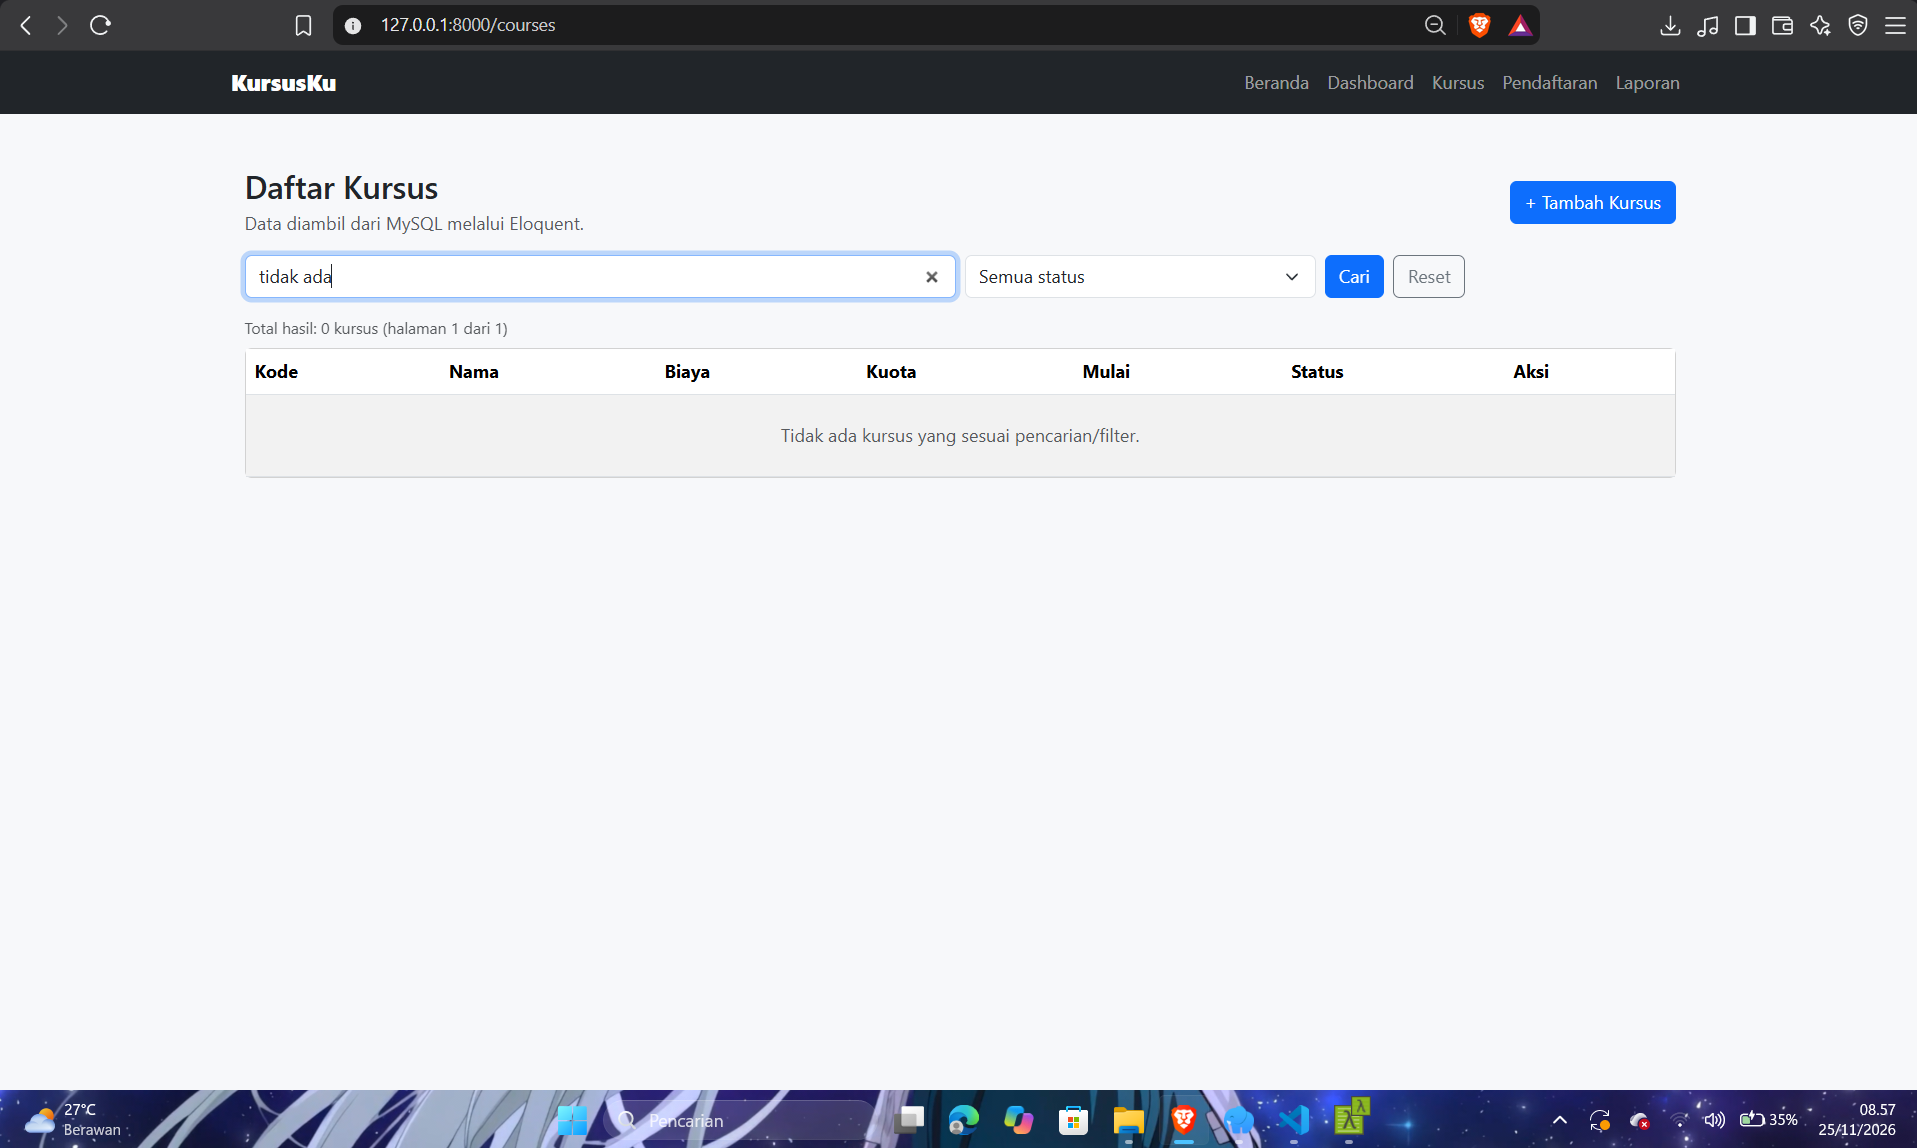 127.0.0.1:8000/courses
KursusKu
Beranda Dashboard Kursus Pendaftaran Laporan
Daftar Kursus
+ Tambah Kursus
Data diambil dari MySQL melalui Eloquent.
tidak ada Semua status Cari Reset
Total hasil: 0 kursus (halaman 1 dari 1)
Kode Nama Biaya Kuota Mulai Status Aksi
Tidak ada kursus yang sesuai pencarian/filter.
27°C
Berawan
Pencarian
35%
08.57
25/11/2026